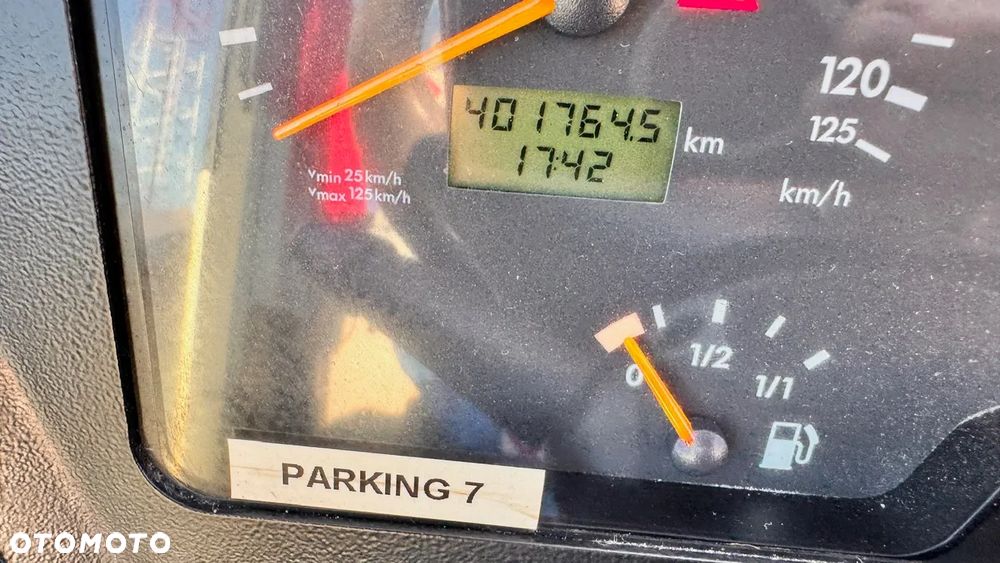 401764.5 km
17:42
vmin 25 km/h
vmax 125 km/h
120
125
km/h
0
1/2
1/1
PARKING 7
OTOMOTO